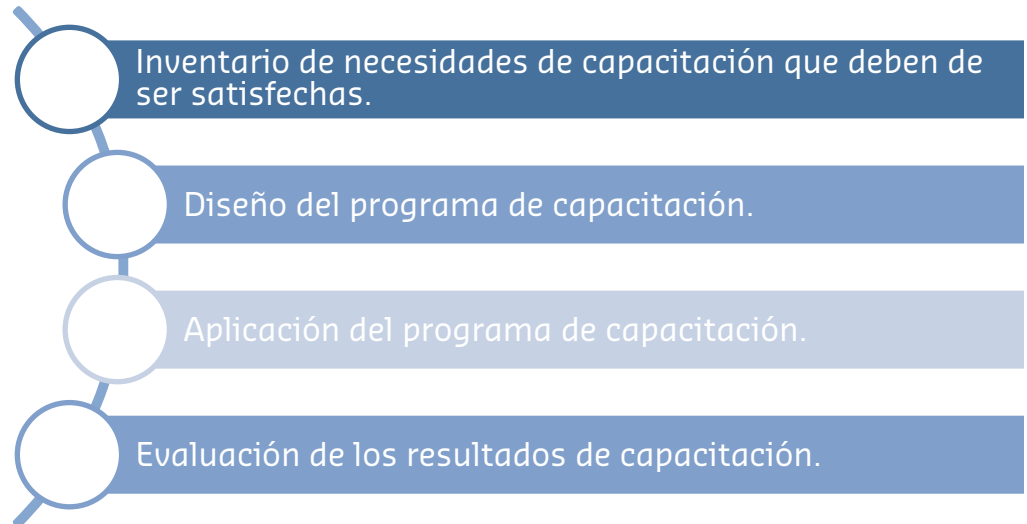 Inventario de necesidades de capacitación que deben de
ser satisfechas.
Diseño del programa de capacitación.
Aplicación del programa de capacitación.
Evaluación de los resultados de capacitación.